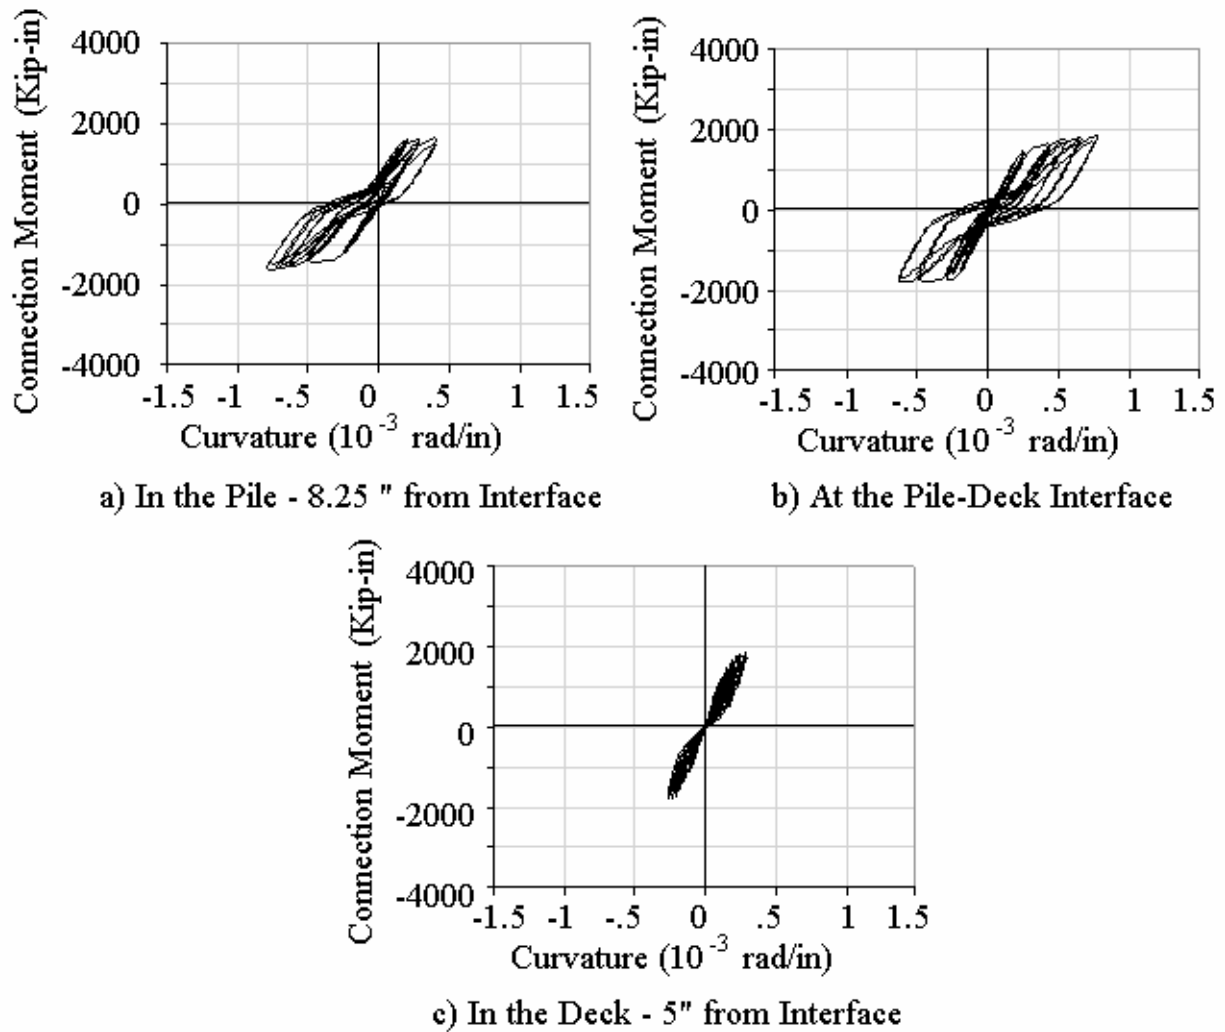 Connection Moment (Kip-in)
4000
2000
0
-2000
-4000
-1.5 -1 -.5 0 .5 1 1.5
Curvature (10⁻³ rad/in)
a) In the Pile - 8.25 " from Interface
Connection Moment (Kip-in)
4000
2000
0
-2000
-4000
-1.5 -1 -.5 0 .5 1 1.5
Curvature (10⁻³ rad/in)
b) At the Pile-Deck Interface
Connection Moment (Kip-in)
4000
2000
0
-2000
-4000
-1.5 -1 -.5 0 .5 1 1.5
Curvature (10⁻³ rad/in)
c) In the Deck - 5" from Interface